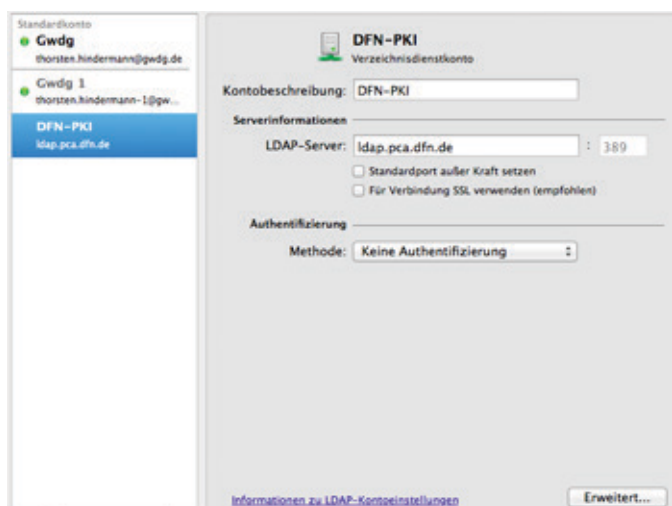 Standardkonto
Gwdg
thorsten.hindermann@gwdg.de
Gwdg 1
thorsten.hindermann-1@gw...
DFN-PKI
ldap.pca.dfn.de
DFN-PKI
Verzeichnisdienstkonto
Kontobeschreibung: DFN-PKI
Serverinformationen
LDAP-Server: ldap.pca.dfn.de : 389
Standardport außer Kraft setzen
Für Verbindung SSL verwenden (empfohlen)
Authentifizierung
Methode: Keine Authentifizierung
Informationen zu LDAP-Kontoeinstellungen
Erweitert...